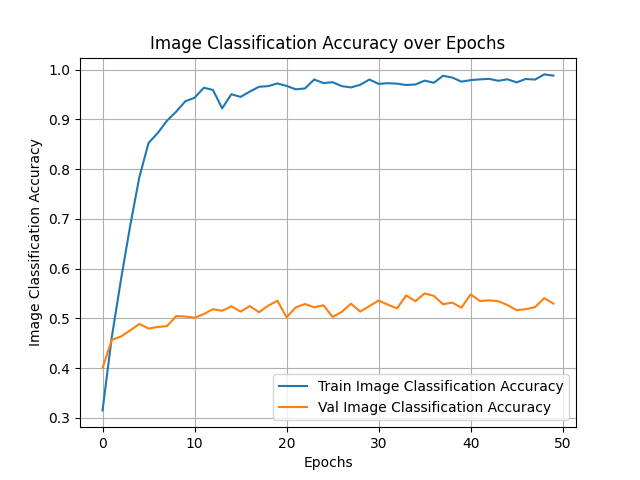 Image Classification Accuracy over Epochs
Image Classification Accuracy
1.0
0.9
0.8
0.7
0.6
0.5
0.4
0.3
Train Image Classification Accuracy
Val Image Classification Accuracy
0 10 20 30 40 50
Epochs